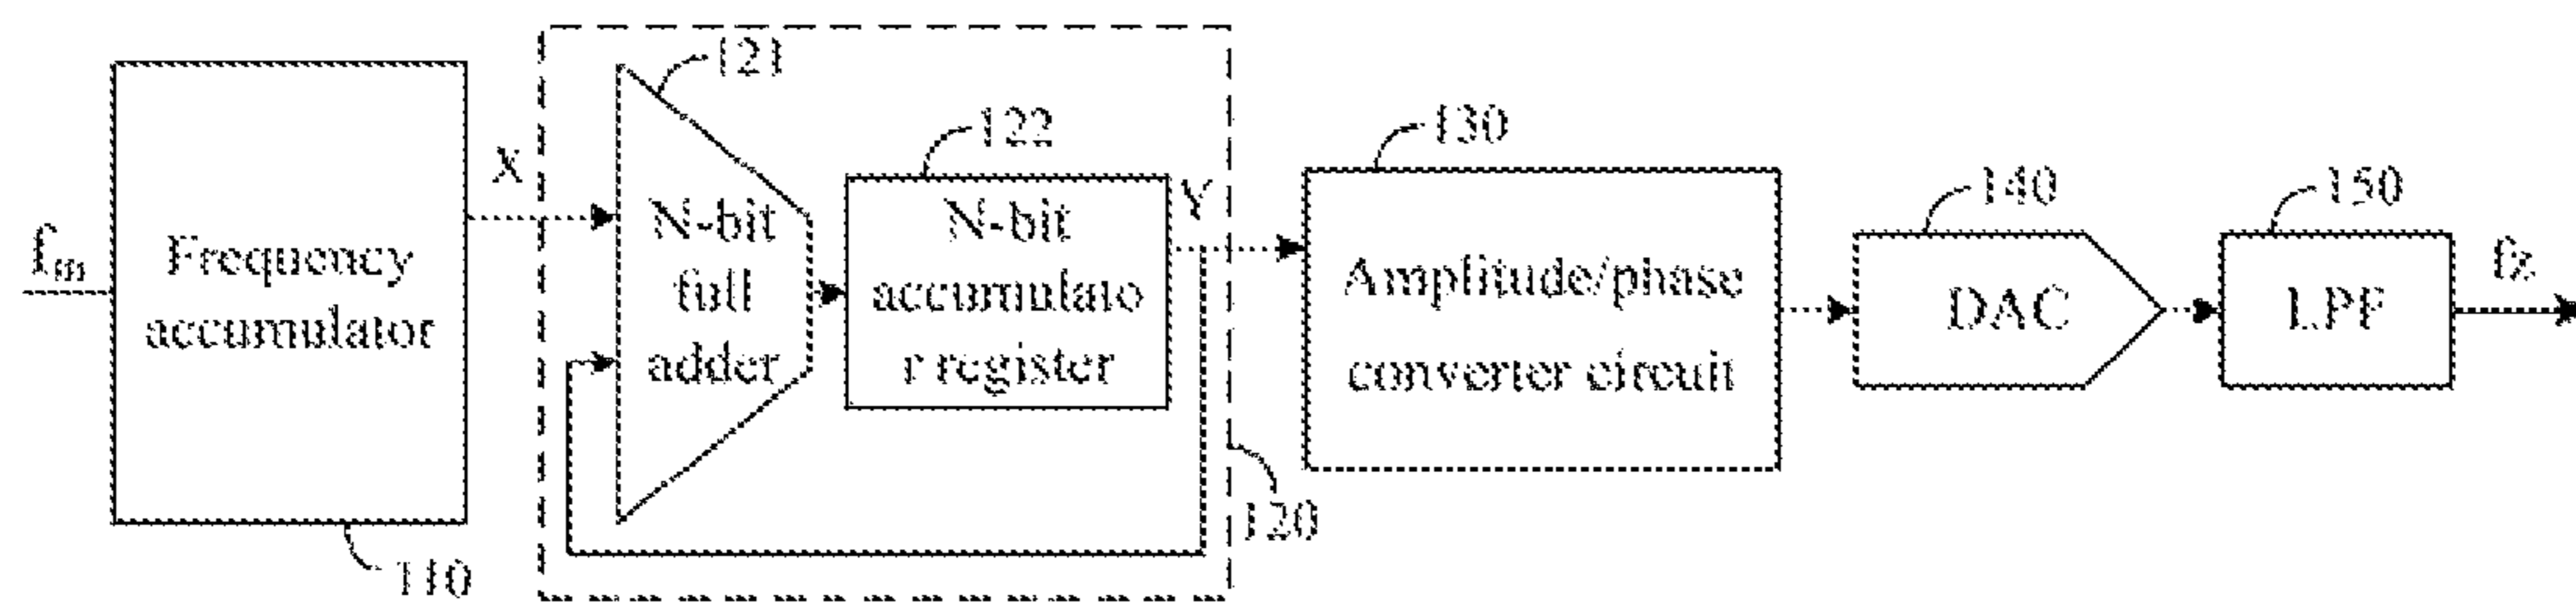 121
122
130
140
150
X
Y
fm
fz
Frequency
accumulator
N-bit
full
adder
N-bit
accumulato
r register
Amplitude/phase
converter circuit
DAC
LPF
120
110